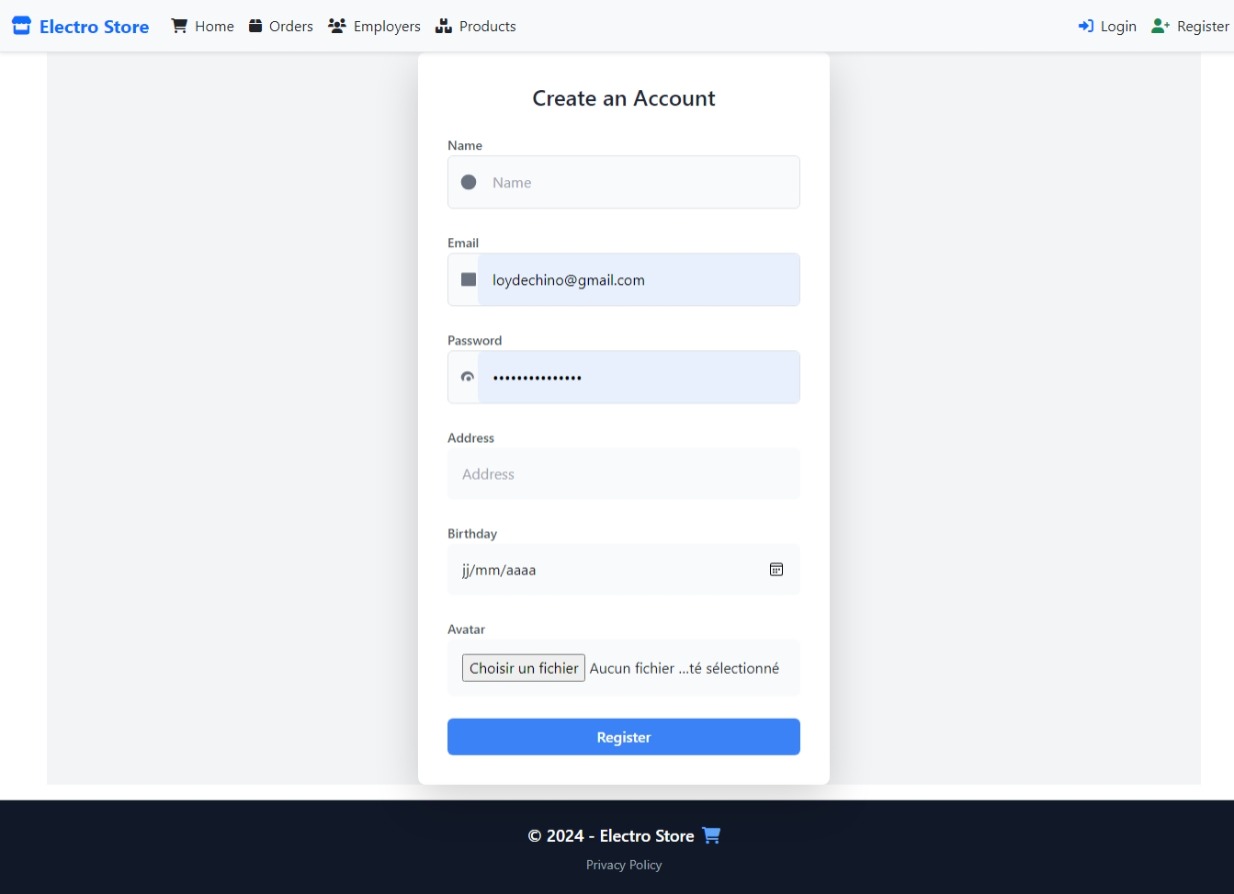 Electro Store Home Orders Employers Products Login Register
Create an Account
Name
Name
Email
loydechino@gmail.com
Password
•••••••••••••••
Address
Address
Birthday
jj/mm/aaaa
Avatar
Choisir un fichier Aucun fichier ...té sélectionné
Register
© 2024 - Electro Store
Privacy Policy